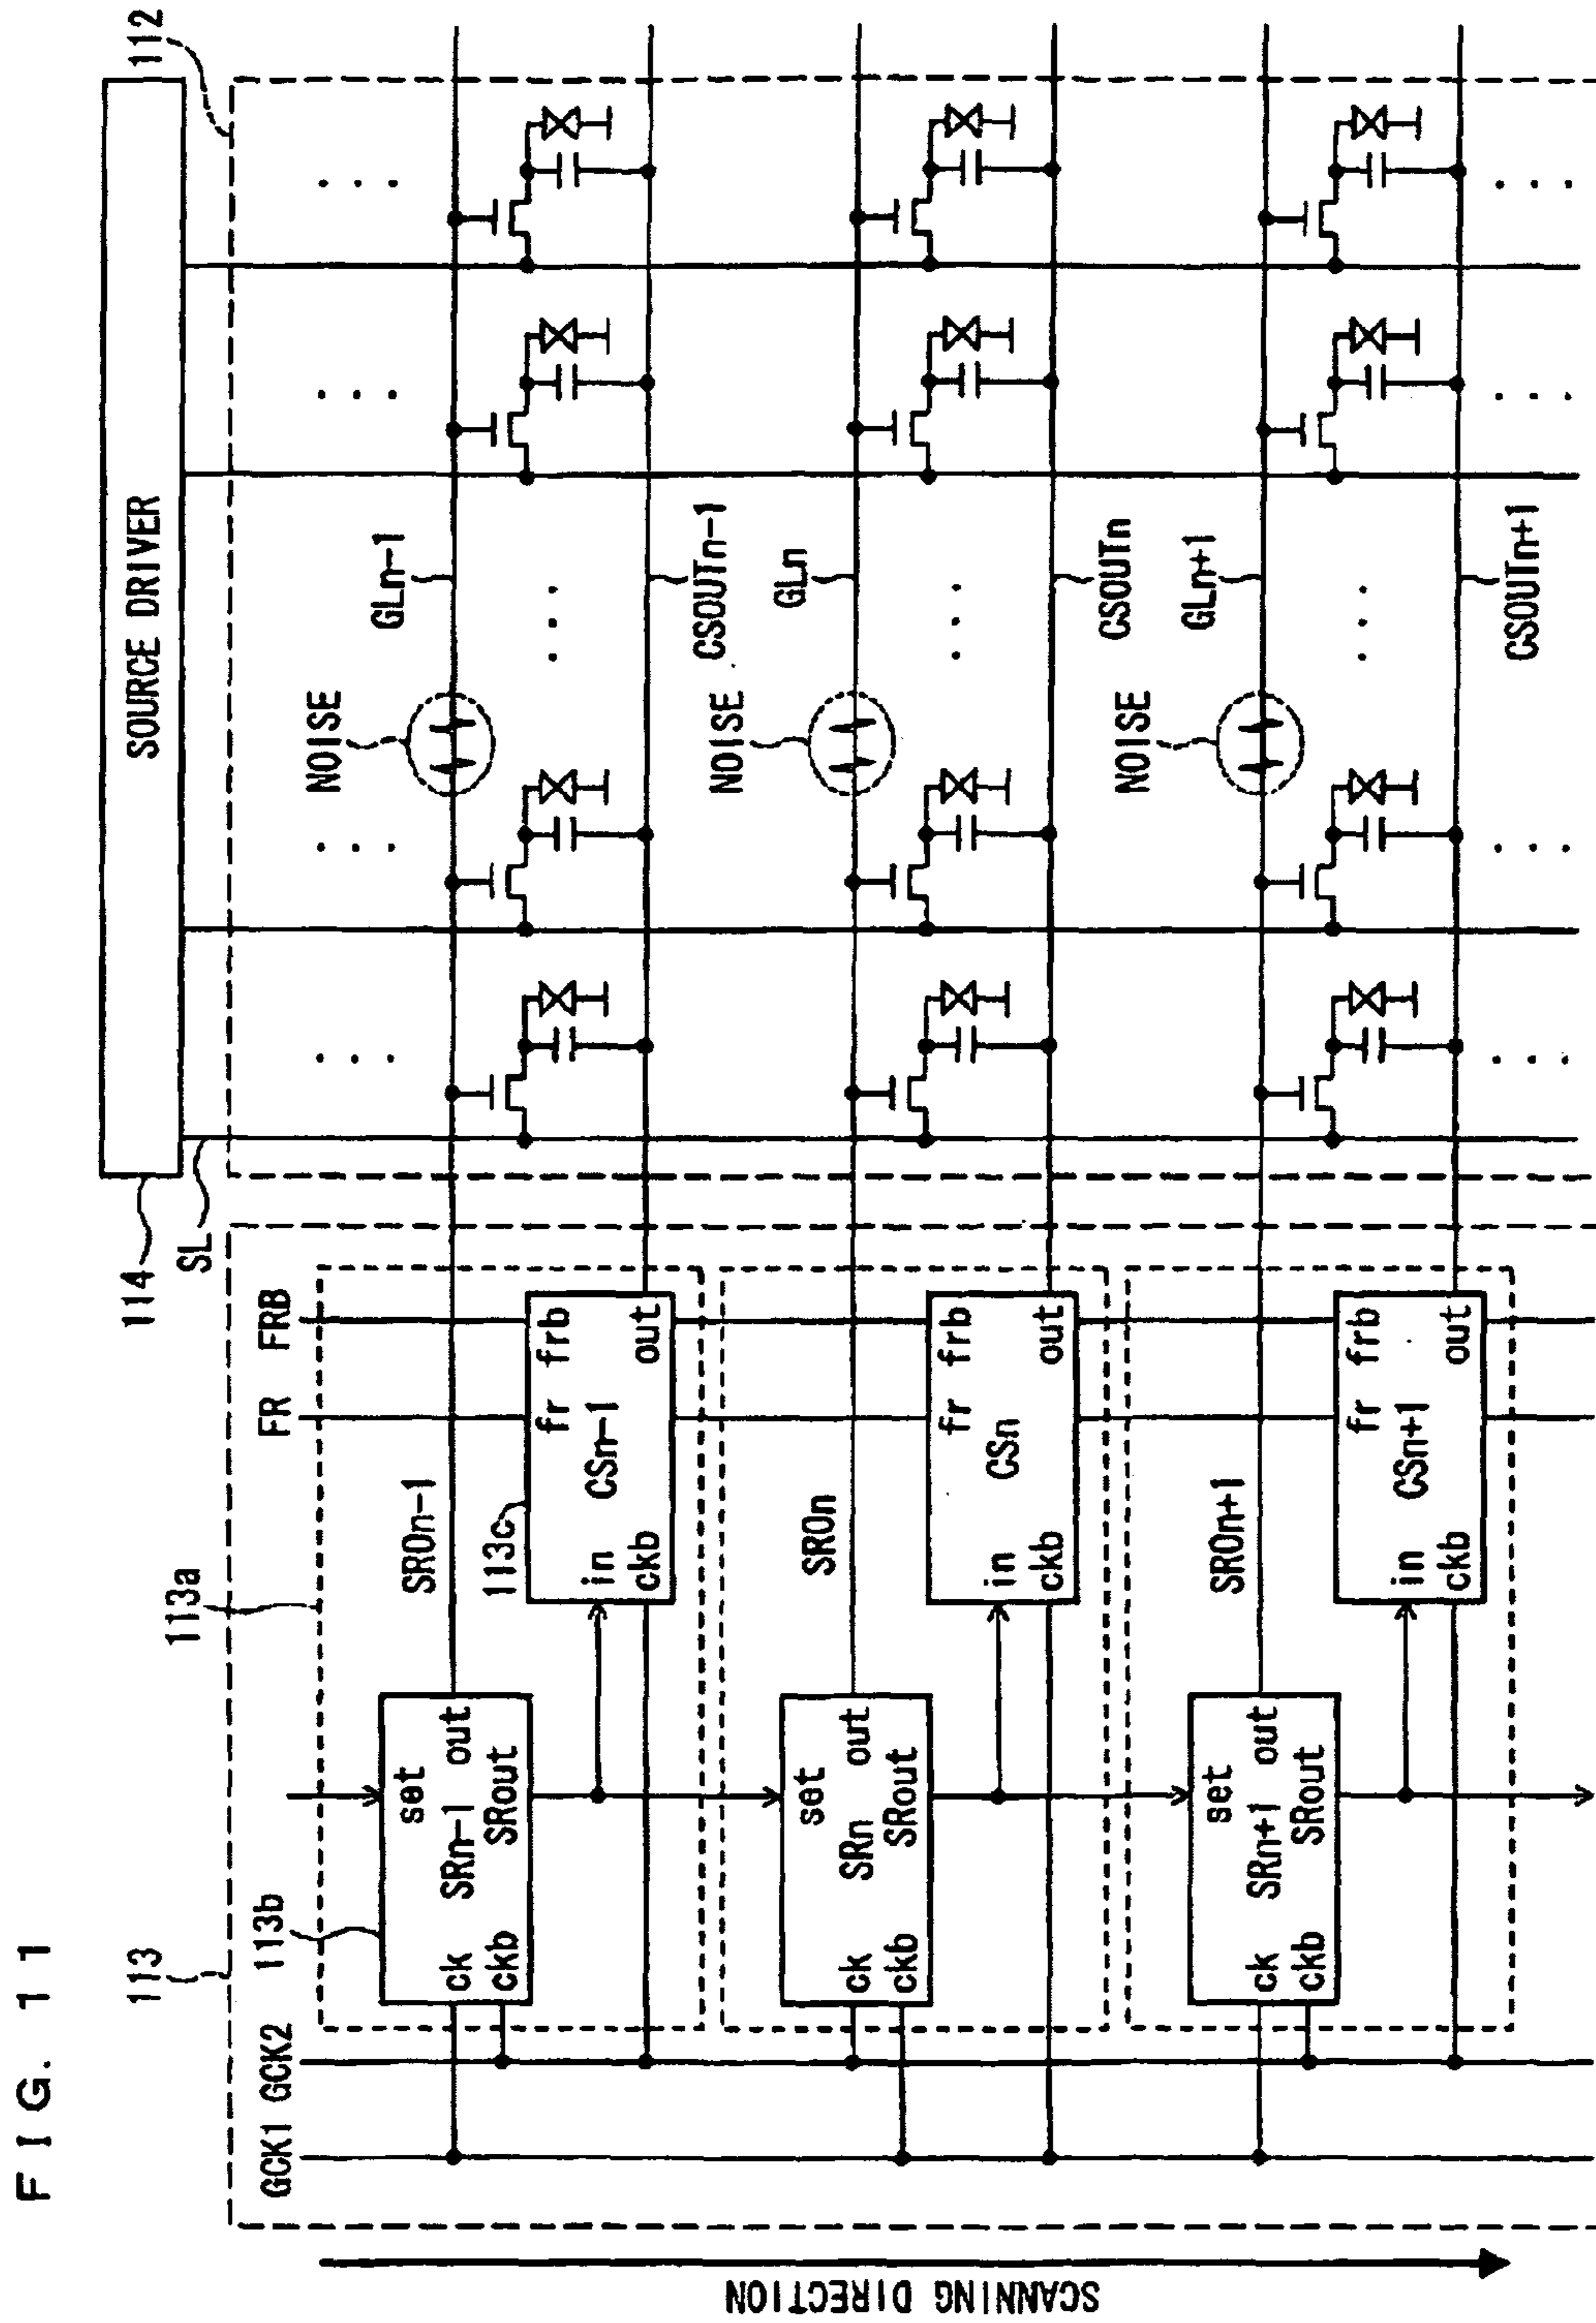 FIG. 11
SOURCE DRIVER
114
112
SL
113
113a
113b
113c
GCK1 GCK2
FR FRB
SCANNING DIRECTION
set
ck SRn-1 out
ckb SRout
SROn-1
fr frb
in CSn-1
ckb out
NOISE
GLn-1
CSOUTn-1
set
ck SRn out
ckb SRout
SROn
fr frb
in CSn
ckb out
NOISE
GLn
CSOUTn
set
ck SRn+1 out
ckb SRout
SROn+1
fr frb
in CSn+1
ckb out
NOISE
GLn+1
CSOUTn+1